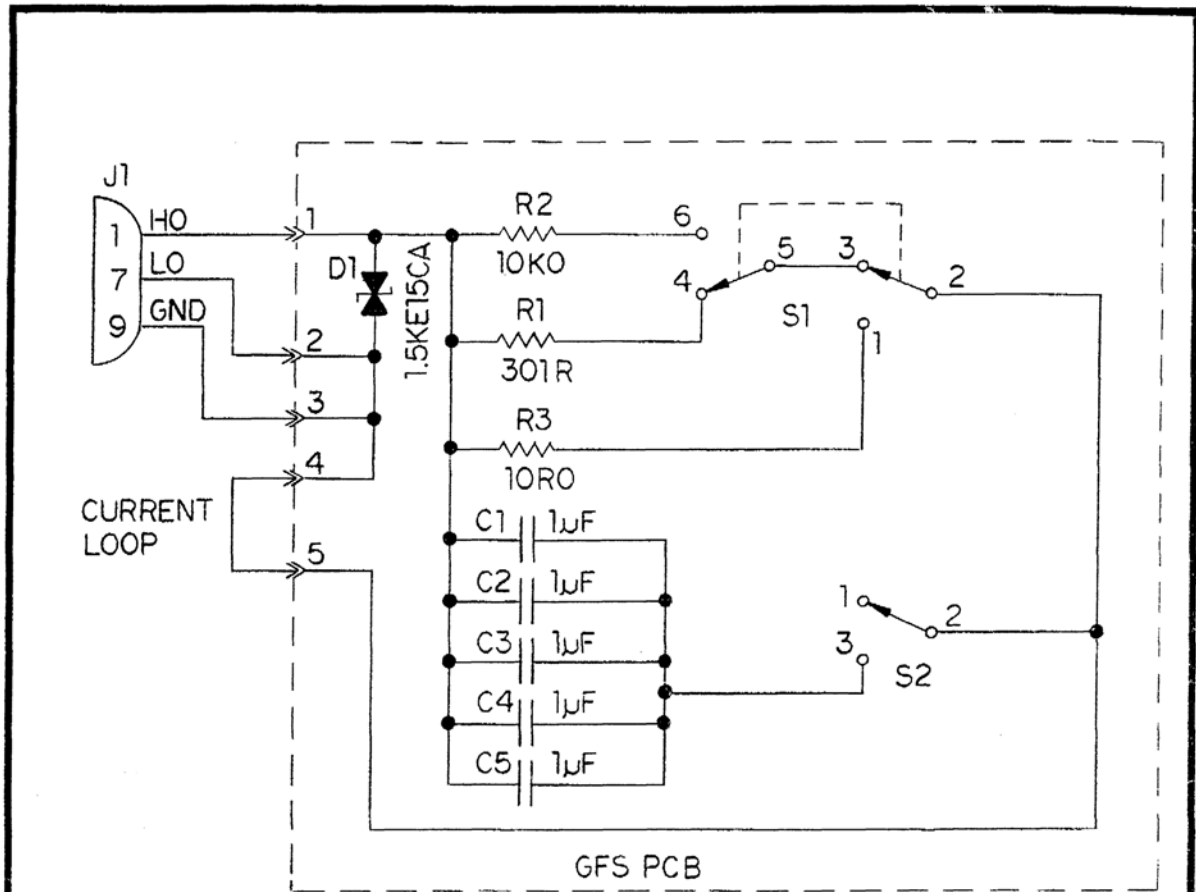 J1
1 HO 1
7 LO
9 GND
2
3
4
5
CURRENT
LOOP
D1
1.5KE15CA
R2
10K0
R1
301R
R3
10R0
6
4
5
3
2
S1
1
C1 1µF
C2 1µF
C3 1µF
C4 1µF
C5 1µF
1
2
3
S2
GFS PCB